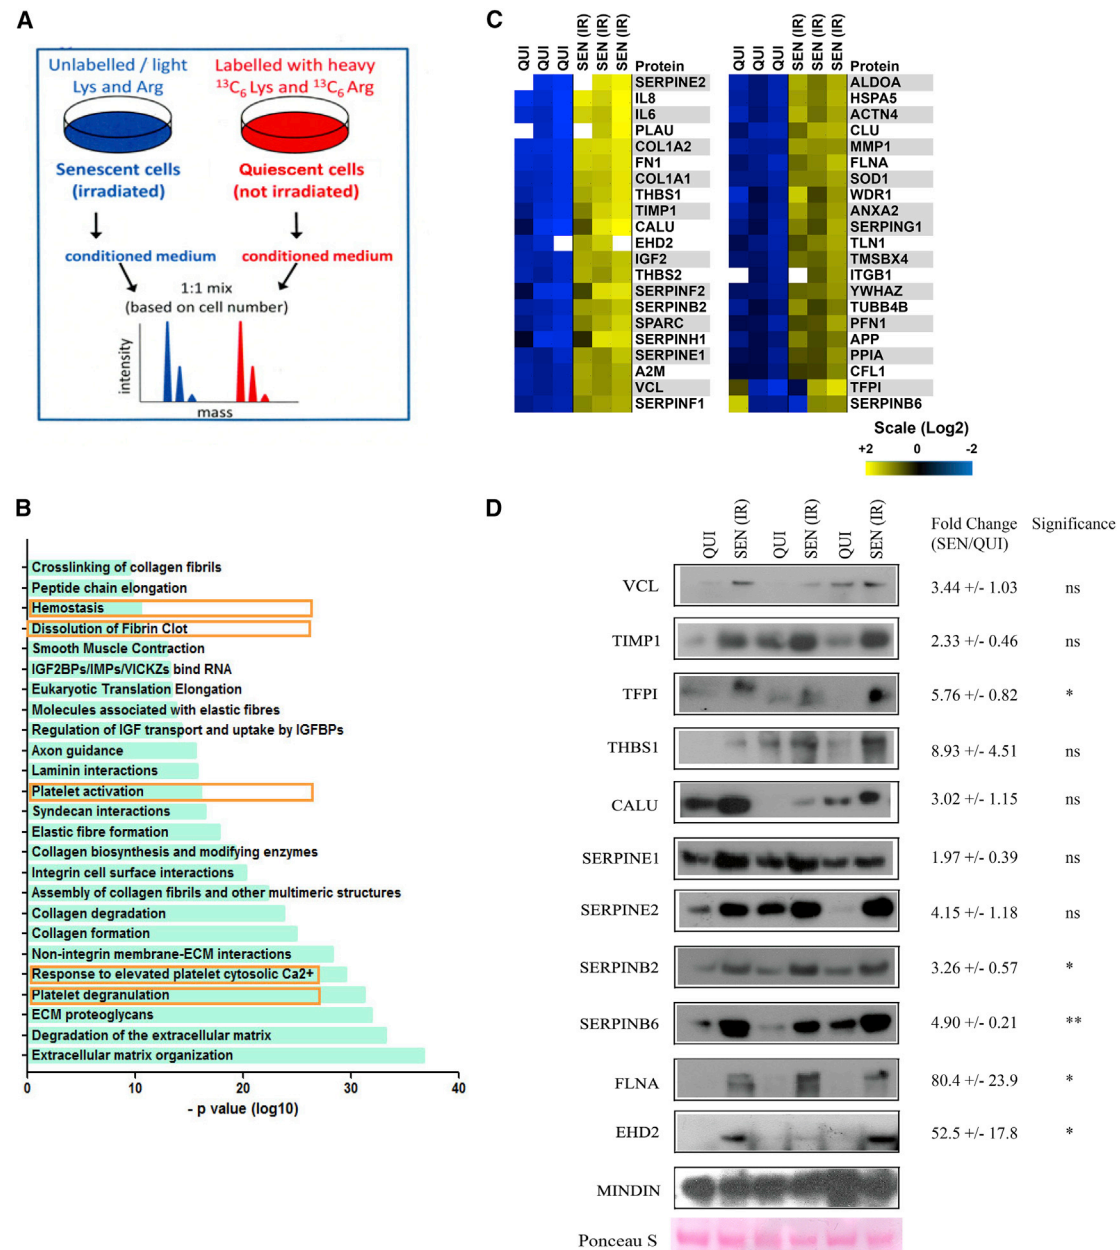 A
Unlabelled / light
Lys and Arg
Labelled with heavy
13C6 Lys and 13C6 Arg
Senescent cells
(irradiated)
Quiescent cells
(not irradiated)
conditioned medium
conditioned medium
1:1 mix
(based on cell number)
intensity
mass
B
Crosslinking of collagen fibrils
Peptide chain elongation
Hemostasis
Dissolution of Fibrin Clot
Smooth Muscle Contraction
IGF2BPs/IMPs/VICKZs bind RNA
Eukaryotic Translation Elongation
Molecules associated with elastic fibres
Regulation of IGF transport and uptake by IGFBPs
Axon guidance
Laminin interactions
Platelet activation
Syndecan interactions
Elastic fibre formation
Collagen biosynthesis and modifying enzymes
Integrin cell surface interactions
Assembly of collagen fibrils and other multimeric structures
Collagen degradation
Collagen formation
Non-integrin membrane-ECM interactions
Response to elevated platelet cytosolic Ca2+
Platelet degranulation
ECM proteoglycans
Degradation of the extracellular matrix
Extracellular matrix organization
0 10 20 30 40
- p value (log10)
C
QUI QUI QUI SEN (IR) SEN (IR) SEN (IR) Protein
SERPINE2
IL8
IL6
PLAU
COL1A2
FN1
COL1A1
THBS1
TIMP1
CALU
EHD2
IGF2
THBS2
SERPINF2
SERPINB2
SPARC
SERPINH1
SERPINE1
A2M
VCL
SERPINF1
QUI QUI QUI SEN (IR) SEN (IR) SEN (IR) Protein
ALDOA
HSPA5
ACTN4
CLU
MMP1
FLNA
SOD1
WDR1
ANXA2
SERPING1
TLN1
TMSBX4
ITGB1
YWHAZ
TUBB4B
PFN1
APP
PPIA
CFL1
TFPI
SERPINB6
Scale (Log2)
+2 0 -2
D
QUI SEN (IR) QUI SEN (IR) QUI SEN (IR)
Fold Change Significance
(SEN/QUI)
VCL 3.44 +/- 1.03 ns
TIMP1 2.33 +/- 0.46 ns
TFPI 5.76 +/- 0.82 *
THBS1 8.93 +/- 4.51 ns
CALU 3.02 +/- 1.15 ns
SERPINE1 1.97 +/- 0.39 ns
SERPINE2 4.15 +/- 1.18 ns
SERPINB2 3.26 +/- 0.57 *
SERPINB6 4.90 +/- 0.21 **
FLNA 80.4 +/- 23.9 *
EHD2 52.5 +/- 17.8 *
MINDIN
Ponceau S